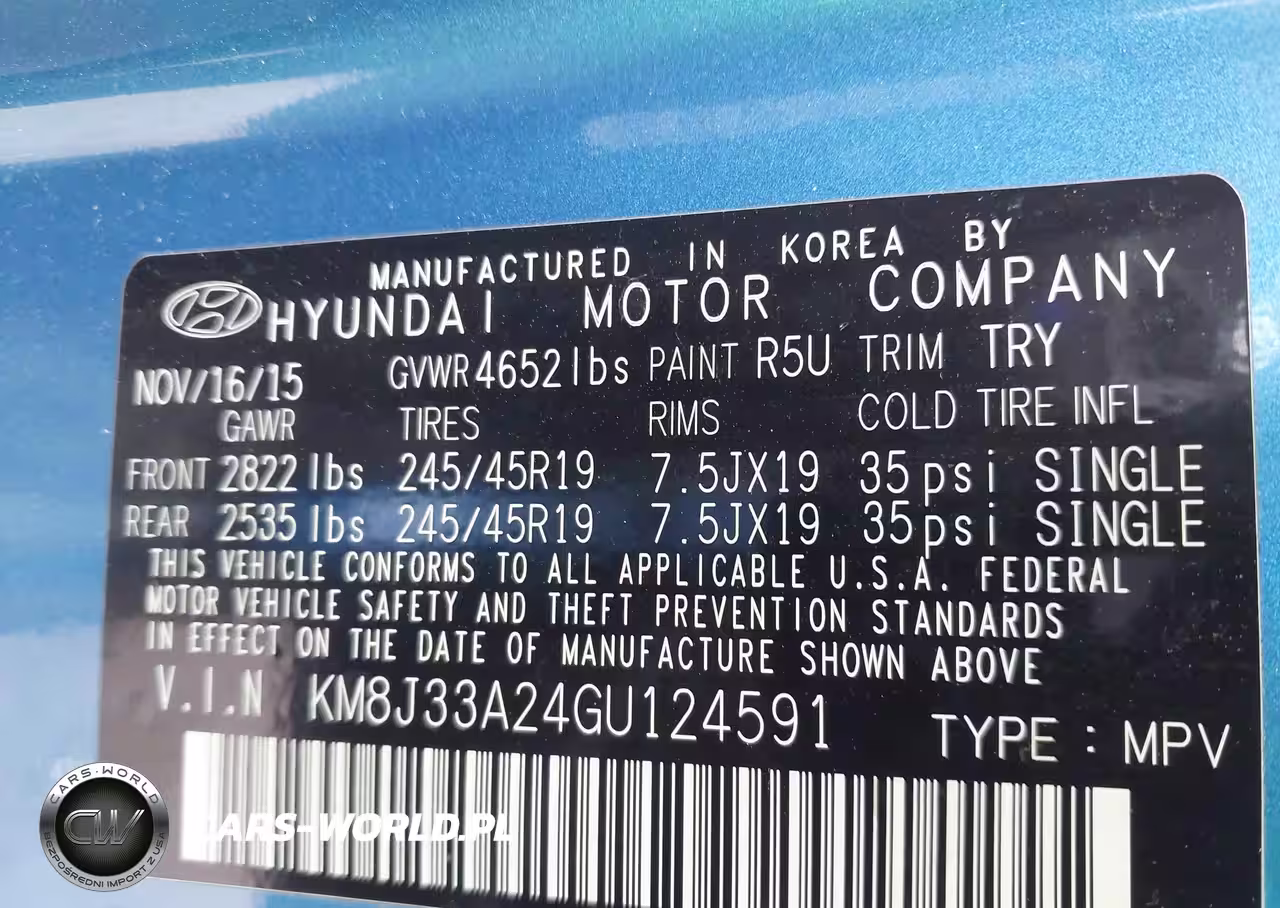 MANUFACTURED IN KOREA BY
HYUNDAI MOTOR COMPANY
NOV/16/15 GVWR 4652 lbs PAINT R5U TRIM TRY
GAWR TIRES RIMS COLD TIRE INFL
FRONT 2822 lbs 245/45R19 7.5JX19 35psi SINGLE
REAR 2535 lbs 245/45R19 7.5JX19 35psi SINGLE
THIS VEHICLE CONFORMS TO ALL APPLICABLE U.S.A. FEDERAL
MOTOR VEHICLE SAFETY AND THEFT PREVENTION STANDARDS
IN EFFECT ON THE DATE OF MANUFACTURE SHOWN ABOVE
V.I.N KM8J33A24GU124591 TYPE : MPV
CARS-WORLD
CW
BEZPOŚREDNI IMPORT Z USA
CARS-WORLD.PL